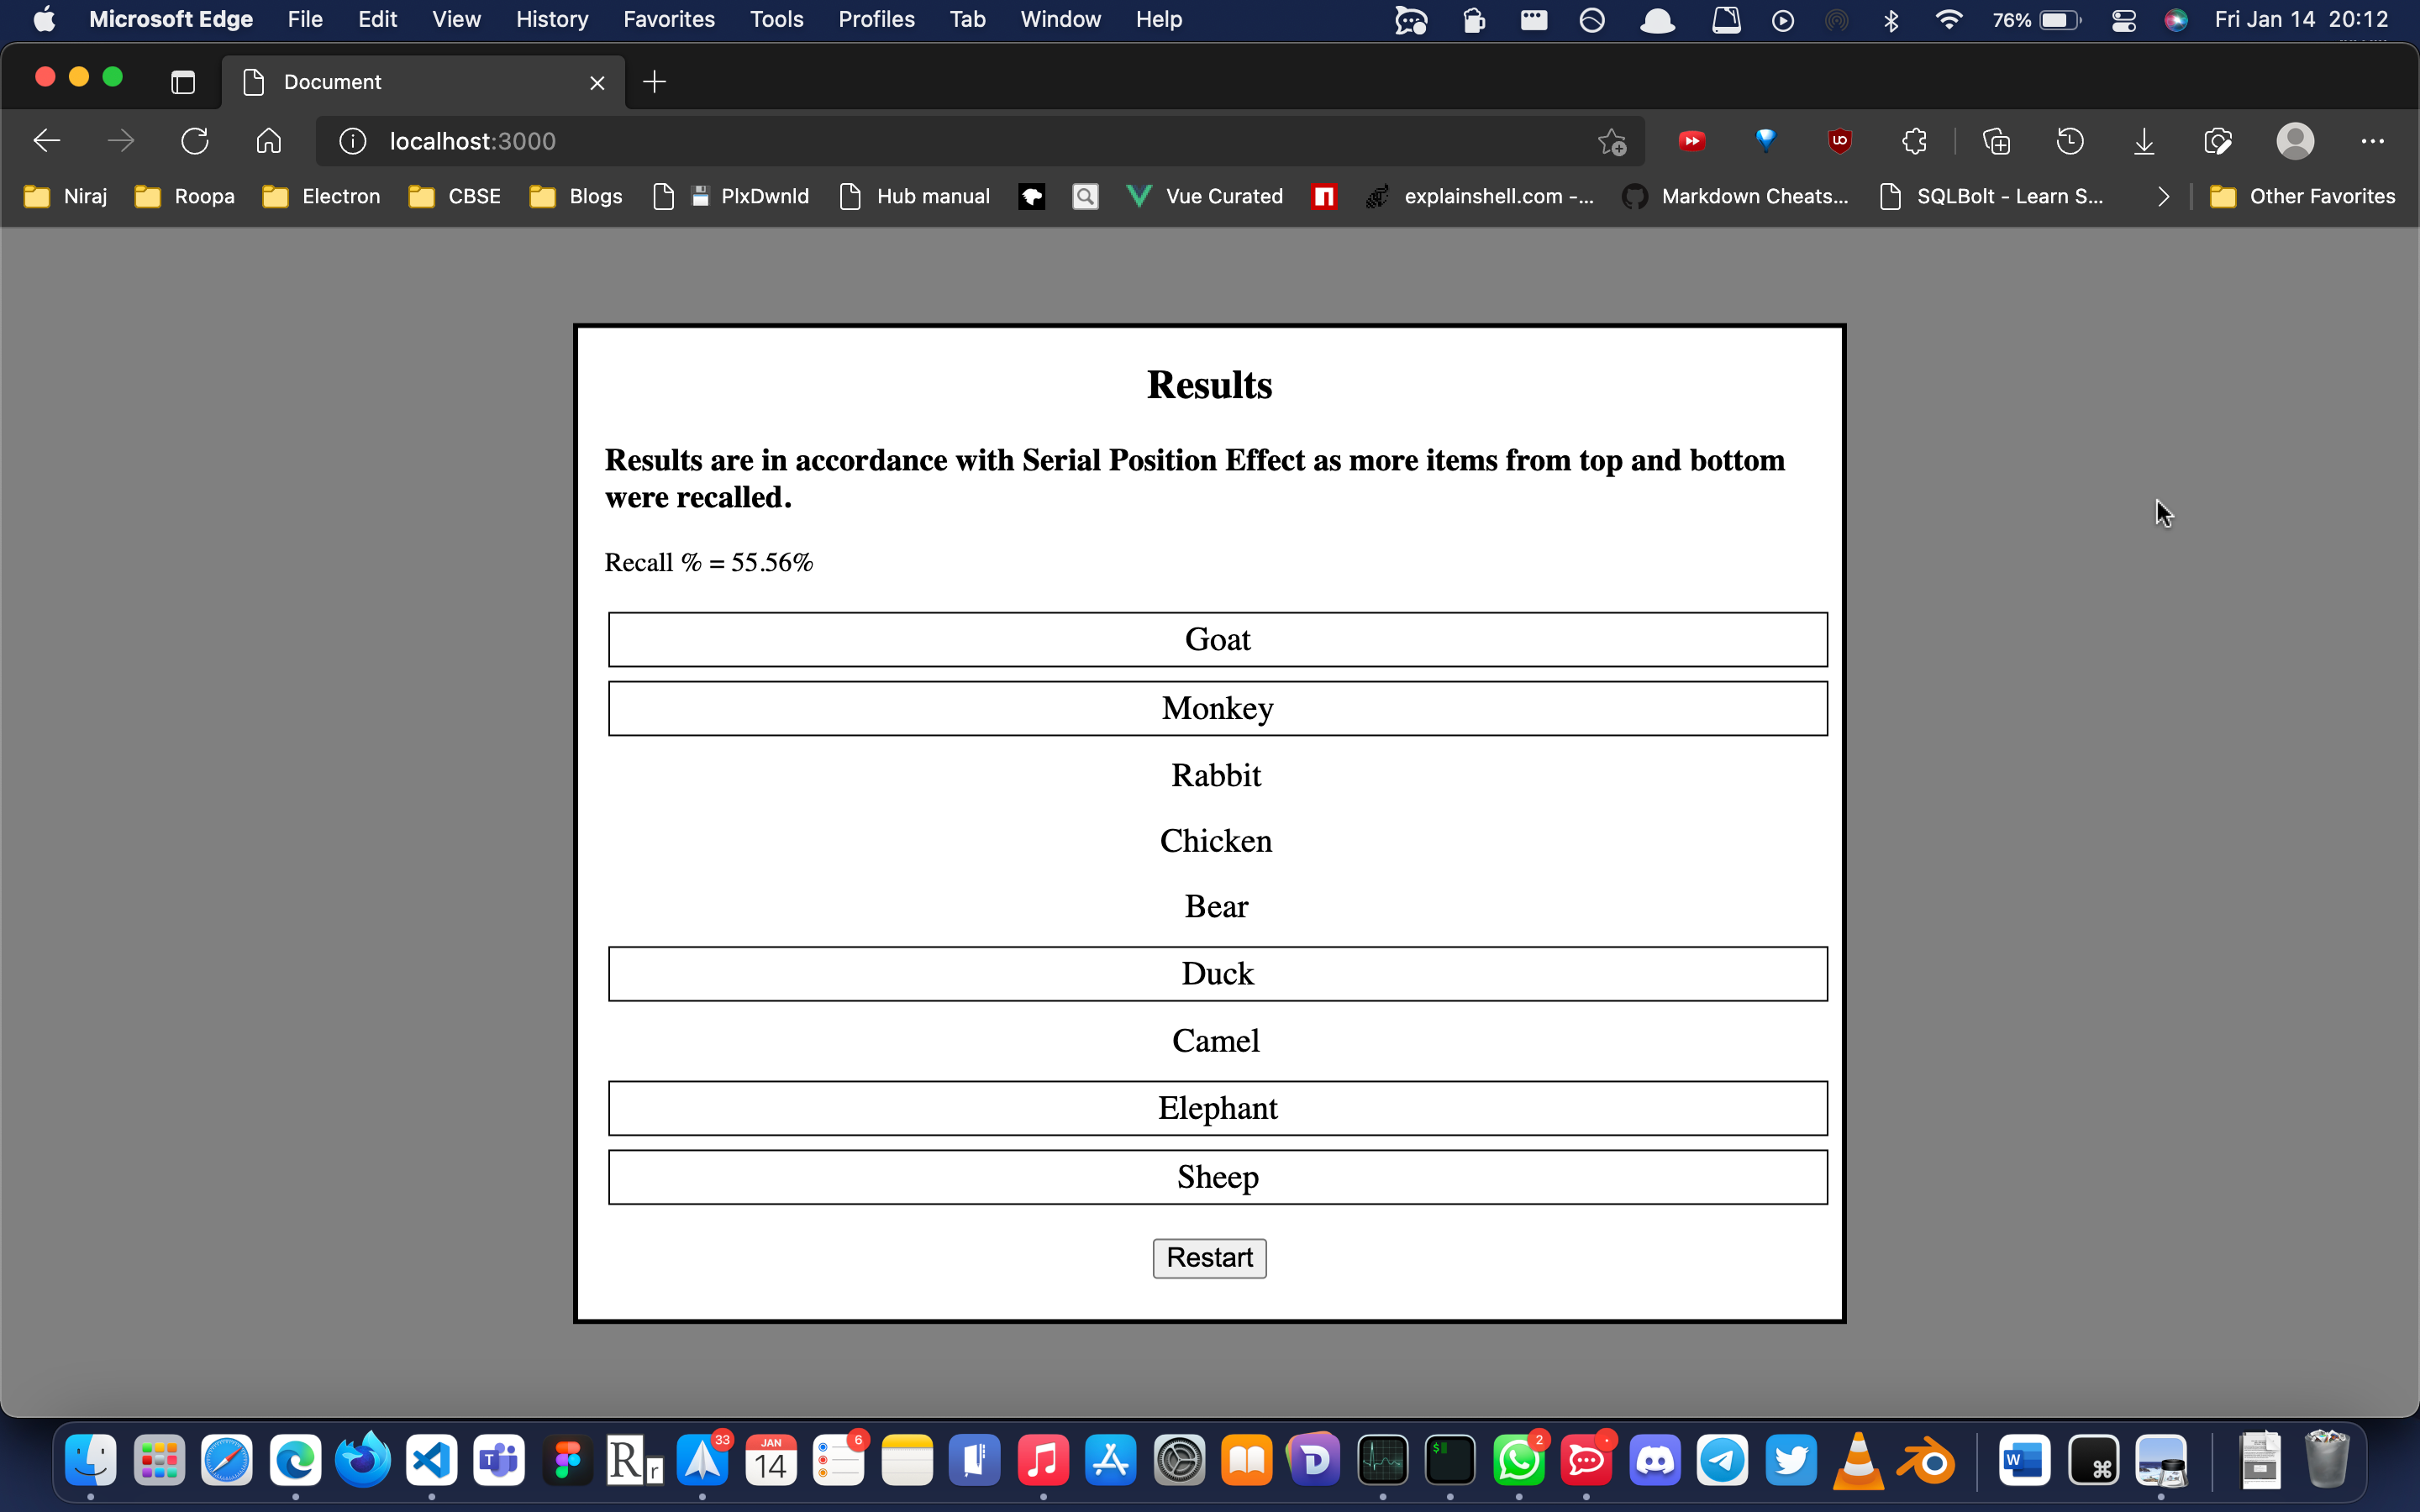 Microsoft Edge File Edit View History Favorites Tools Profiles Tab Window Help 76% Fri Jan 14 20:12
Document
localhost:3000
Niraj Roopa Electron CBSE Blogs PlxDwnld Hub manual Vue Curated explainshell.com -... Markdown Cheats... SQLBolt - Learn S... Other Favorites
Results
Results are in accordance with Serial Position Effect as more items from top and bottom
were recalled.
Recall % = 55.56%
Goat
Monkey
Rabbit
Chicken
Bear
Duck
Camel
Elephant
Sheep
Restart
33 JAN 14 6 2